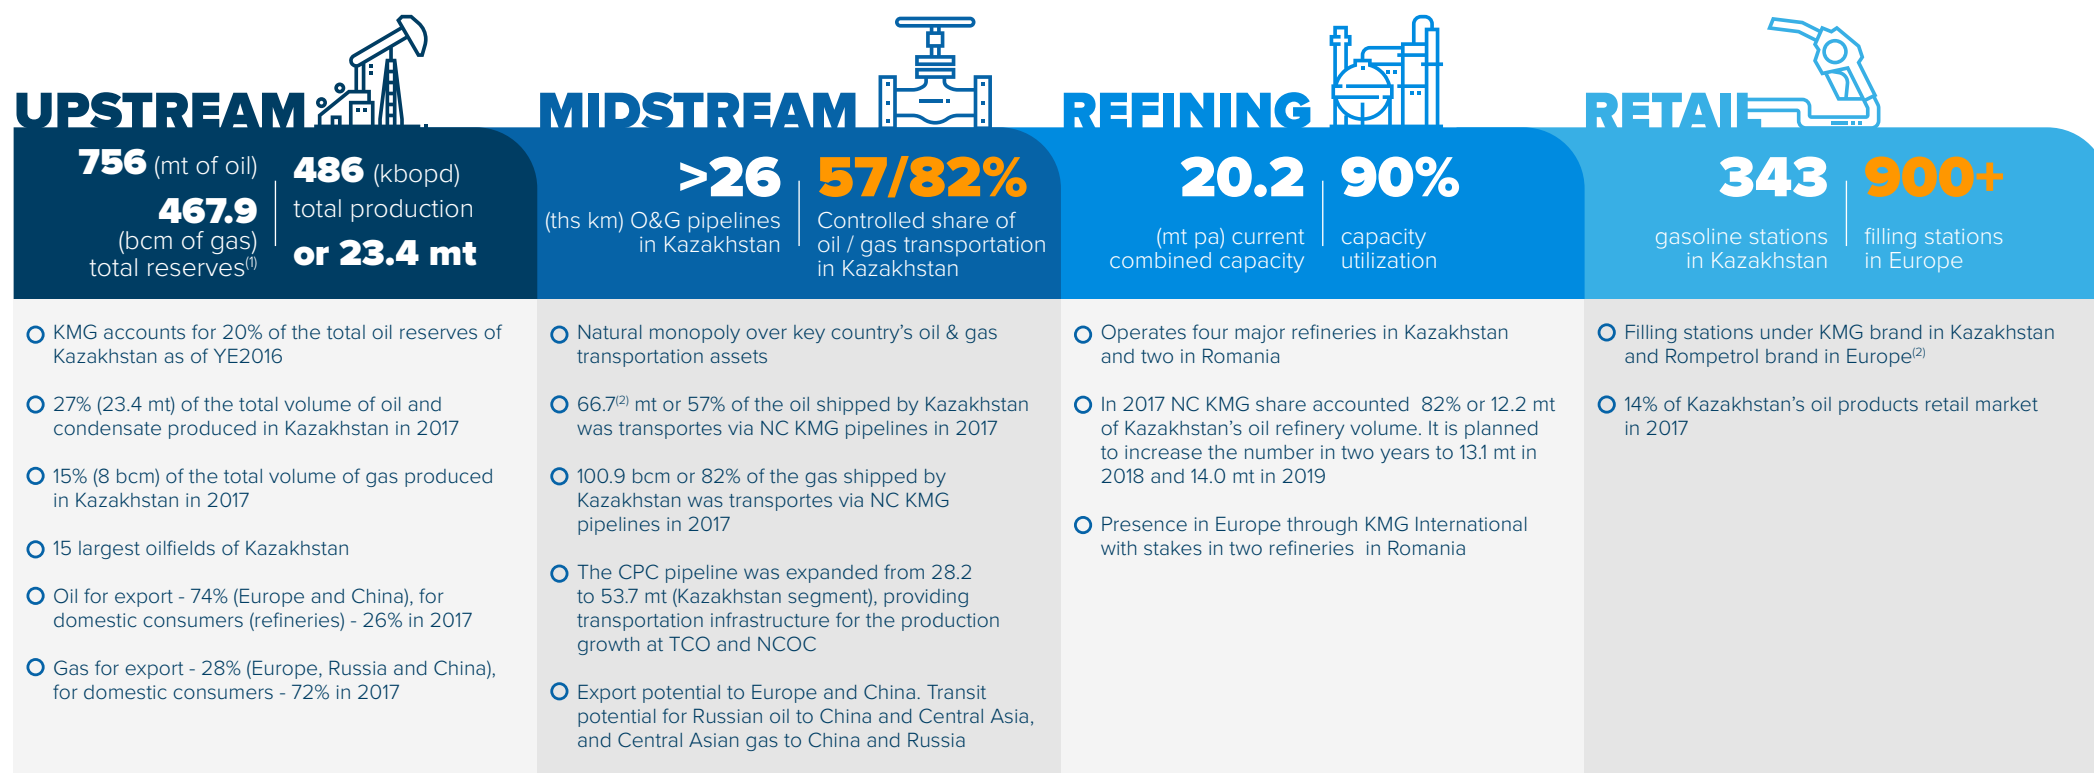 UPSTREAM
756 (mt of oil)
467.9
(bcm of gas)
total reserves(1)
486 (kbopd)
total production
or 23.4 mt
KMG accounts for 20% of the total oil reserves of
Kazakhstan as of YE2016
27% (23.4 mt) of the total volume of oil and
condensate produced in Kazakhstan in 2017
15% (8 bcm) of the total volume of gas produced
in Kazakhstan in 2017
15 largest oilfields of Kazakhstan
Oil for export - 74% (Europe and China), for
domestic consumers (refineries) - 26% in 2017
Gas for export - 28% (Europe, Russia and China),
for domestic consumers - 72% in 2017
MIDSTREAM
>26
(ths km) O&G pipelines
in Kazakhstan
57/82%
Controlled share of
oil / gas transportation
in Kazakhstan
Natural monopoly over key country's oil & gas
transportation assets
66.7(2) mt or 57% of the oil shipped by Kazakhstan
was transportes via NC KMG pipelines in 2017
100.9 bcm or 82% of the gas shipped by
Kazakhstan was transportes via NC KMG
pipelines in 2017
The CPC pipeline was expanded from 28.2
to 53.7 mt (Kazakhstan segment), providing
transportation infrastructure for the production
growth at TCO and NCOC
Export potential to Europe and China. Transit
potential for Russian oil to China and Central Asia,
and Central Asian gas to China and Russia
REFINING
20.2
(mt pa) current
combined capacity
90%
capacity
utilization
Operates four major refineries in Kazakhstan
and two in Romania
In 2017 NC KMG share accounted  82% or 12.2 mt
of Kazakhstan's oil refinery volume. It is planned
to increase the number in two years to 13.1 mt in
2018 and 14.0 mt in 2019
Presence in Europe through KMG International
with stakes in two refineries  in Romania
RETAIL
343
gasoline stations
in Kazakhstan
900+
filling stations
in Europe
Filling stations under KMG brand in Kazakhstan
and Rompetrol brand in Europe(2)
14% of Kazakhstan's oil products retail market
in 2017